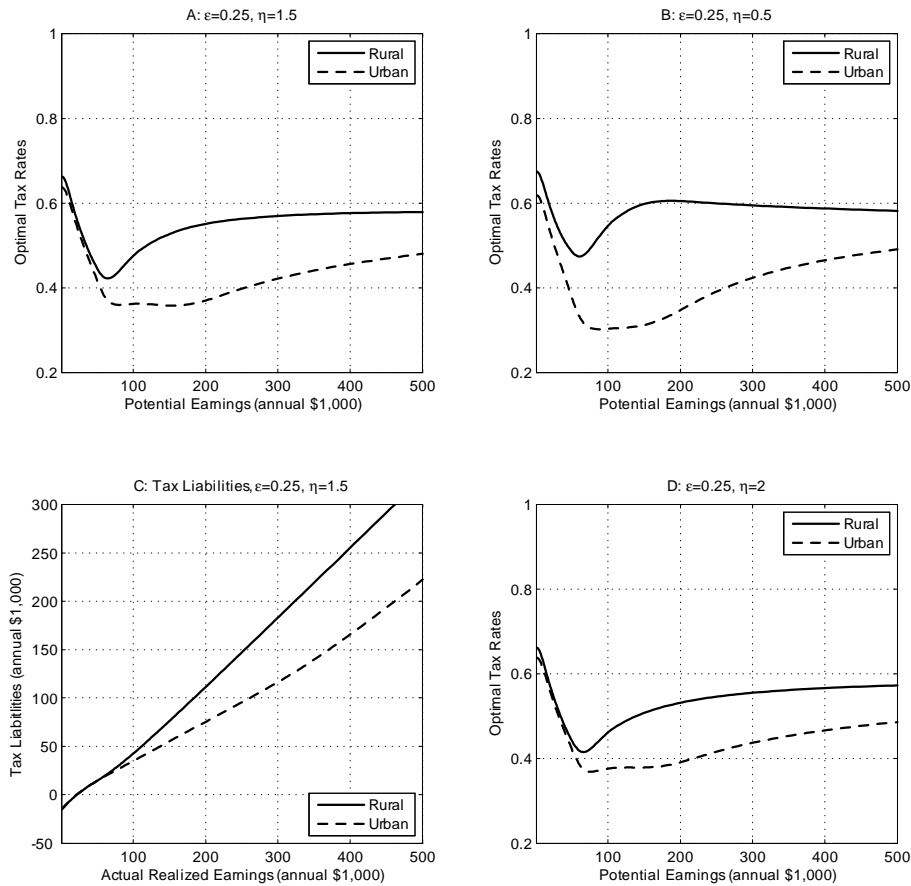 A: ε=0.25, η=1.5
1
0.8
0.6
0.4
0.2
Optimal Tax Rates
Rural
Urban
100 200 300 400 500
Potential Earnings (annual $1,000)
B: ε=0.25, η=0.5
1
0.8
0.6
0.4
0.2
Optimal Tax Rates
Rural
Urban
100 200 300 400 500
Potential Earnings (annual $1,000)
C: Tax Liabilities, ε=0.25, η=1.5
300
250
200
150
100
50
0
-50
Tax Liabitilities (annual $1,000)
Rural
Urban
100 200 300 400 500
Actual Realized Earnings (annual $1,000)
D: ε=0.25, η=2
1
0.8
0.6
0.4
0.2
Optimal Tax Rates
Rural
Urban
100 200 300 400 500
Potential Earnings (annual $1,000)